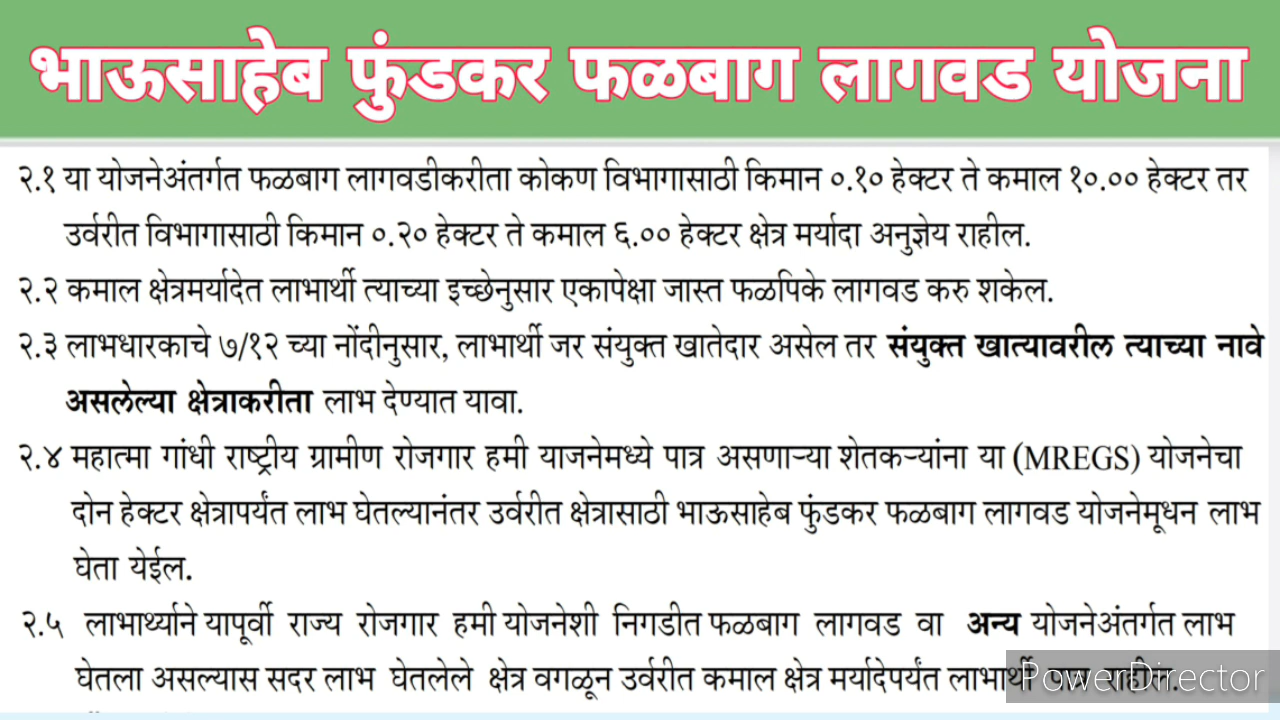 भाऊसाहेब फुंडकर फळबाग लागवड योजना
२.१ या योजनेअंतर्गत फळबाग लागवडीकरीता कोकण विभागासाठी किमान ०.१० हेक्टर ते कमाल १०.०० हेक्टर तर
उर्वरीत विभागासाठी किमान ०.२० हेक्टर ते कमाल ६.०० हेक्टर क्षेत्र मर्यादा अनुज्ञेय राहील.
२.२ कमाल क्षेत्रमर्यादेत लाभार्थी त्याच्या इच्छेनुसार एकापेक्षा जास्त फळपिके लागवड करु शकेल.
२.३ लाभधारकाचे ७/१२ च्या नोंदीनुसार, लाभार्थी जर संयुक्त खातेदार असेल तर संयुक्त खात्यावरील त्याच्या नावे
असलेल्या क्षेत्राकरीता लाभ देण्यात यावा.
२.४ महात्मा गांधी राष्ट्रीय ग्रामीण रोजगार हमी याजनेमध्ये पात्र असणाऱ्या शेतकऱ्यांना या (MREGS) योजनेचा
दोन हेक्टर क्षेत्रापर्यंत लाभ घेतल्यानंतर उर्वरीत क्षेत्रासाठी भाऊसाहेब फुंडकर फळबाग लागवड योजनेमूधन लाभ
घेता येईल.
२.५ लाभार्थ्याने यापूर्वी राज्य रोजगार हमी योजनेशी निगडीत फळबाग लागवड वा अन्य योजनेअंतर्गत लाभ
घेतला असल्यास सदर लाभ घेतलेले क्षेत्र वगळून उर्वरीत कमाल क्षेत्र मर्यादेपर्यंत लाभार्थी
PowerDirector